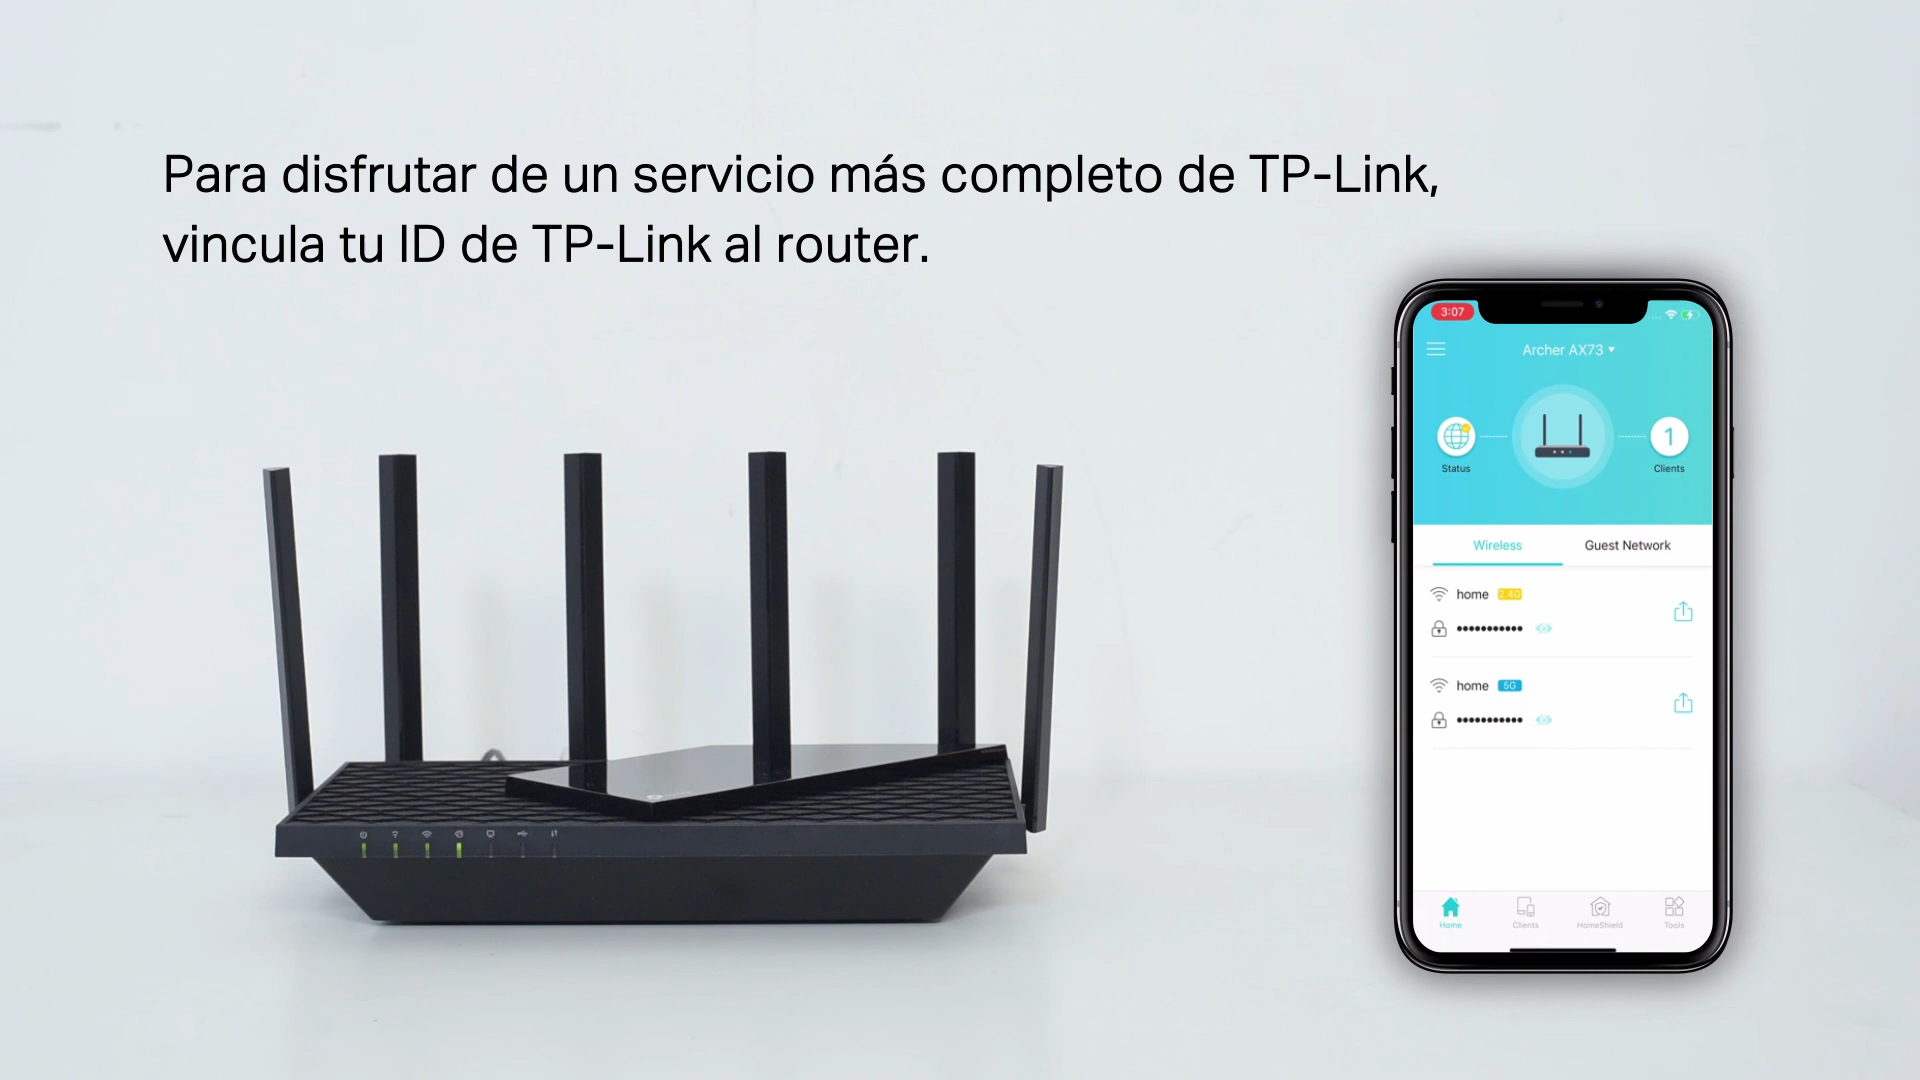 Para disfrutar de un servicio más completo de TP-Link,
vincula tu ID de TP-Link al router.
3:07
Archer AX73
1
Status
Clients
Wireless
Guest Network
home 2.4G
•••••••••••
home 5G
•••••••••••
Home
Clients
HomeShield
Tools